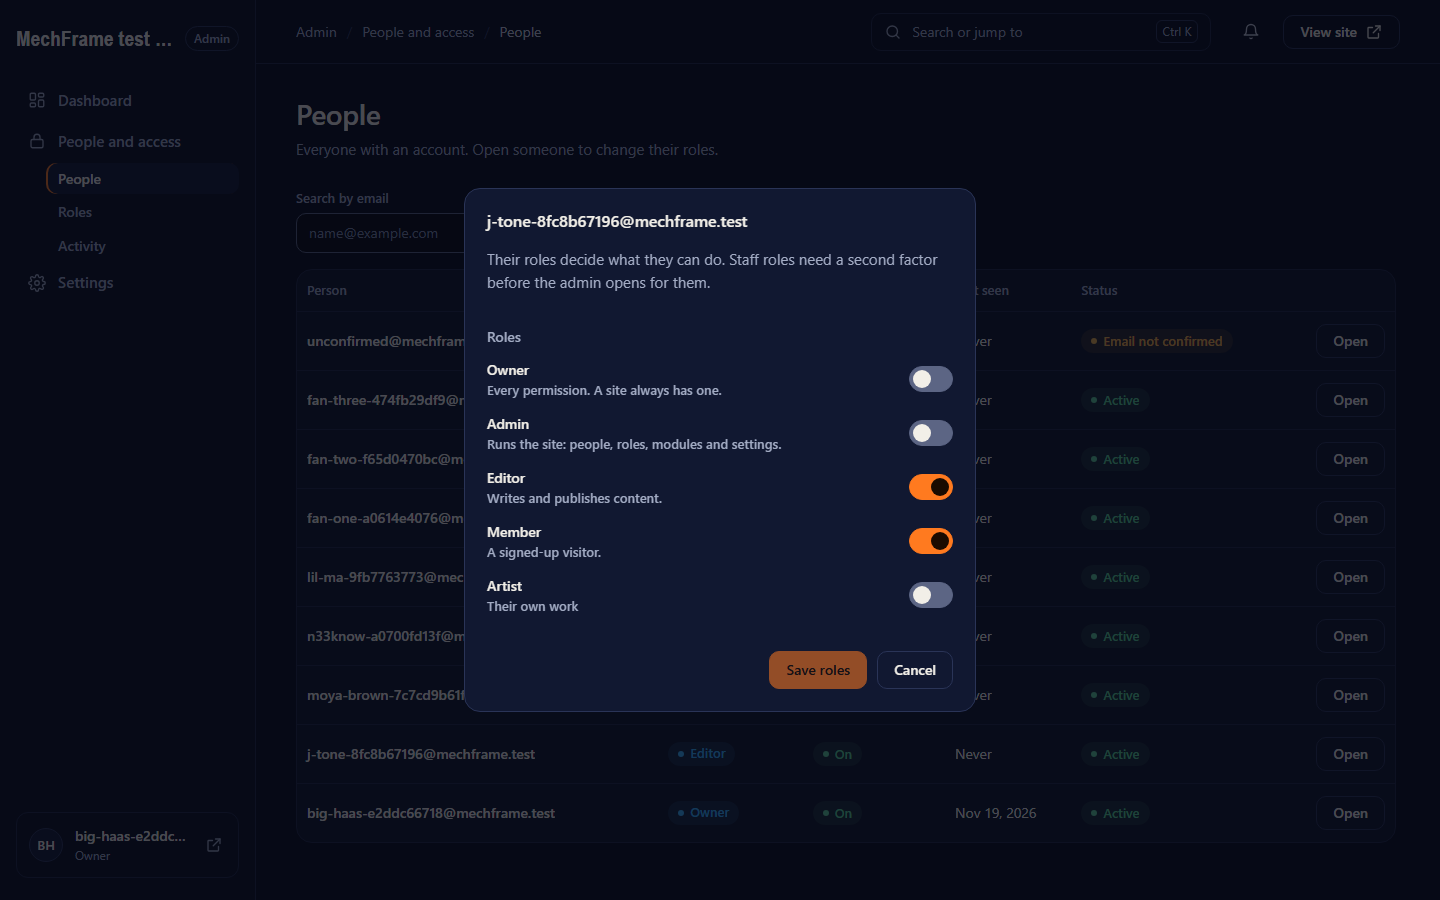 MechFrame test ...
Admin
Dashboard
People and access
People
Roles
Activity
Settings
BH
big-haas-e2ddc...
Owner
Admin / People and access / People
Search or jump to
Ctrl K
View site
People
Everyone with an account. Open someone to change their roles.
Search by email
name@example.com
Person
seen
Status
unconfirmed@mechfram
Email not confirmed
Open
fan-three-474fb29df9@
Active
Open
fan-two-f65d0470bc@m
Active
Open
fan-one-a0614e4076@m
Active
Open
lil-ma-9fb7763773@mec
Active
Open
n33know-a0700fd13f@m
Active
Open
moya-brown-7c7cd9b61f
Active
Open
j-tone-8fc8b67196@mechframe.test
Editor
On
Never
Active
Open
big-haas-e2ddc66718@mechframe.test
Owner
On
Nov 19, 2026
Active
Open
j-tone-8fc8b67196@mechframe.test
Their roles decide what they can do. Staff roles need a second factor
before the admin opens for them.
Roles
Owner
Every permission. A site always has one.
Admin
Runs the site: people, roles, modules and settings.
Editor
Writes and publishes content.
Member
A signed-up visitor.
Artist
Their own work
Save roles
Cancel